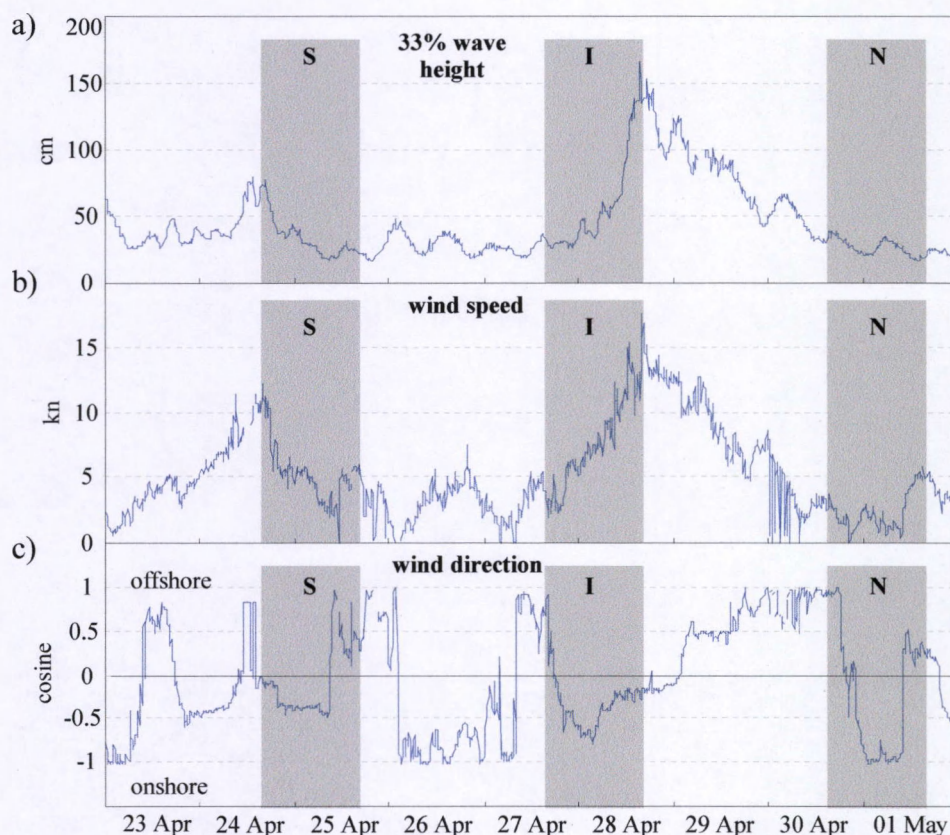 a)
200
150
100
50
0
cm
33% wave
height
S
I
N
b)
15
10
5
0
kn
wind speed
S
I
N
c)
1
0.5
0
-0.5
-1
cosine
wind direction
offshore
onshore
S
I
N
23 Apr 24 Apr 25 Apr 26 Apr 27 Apr 28 Apr 29 Apr 30 Apr 01 May